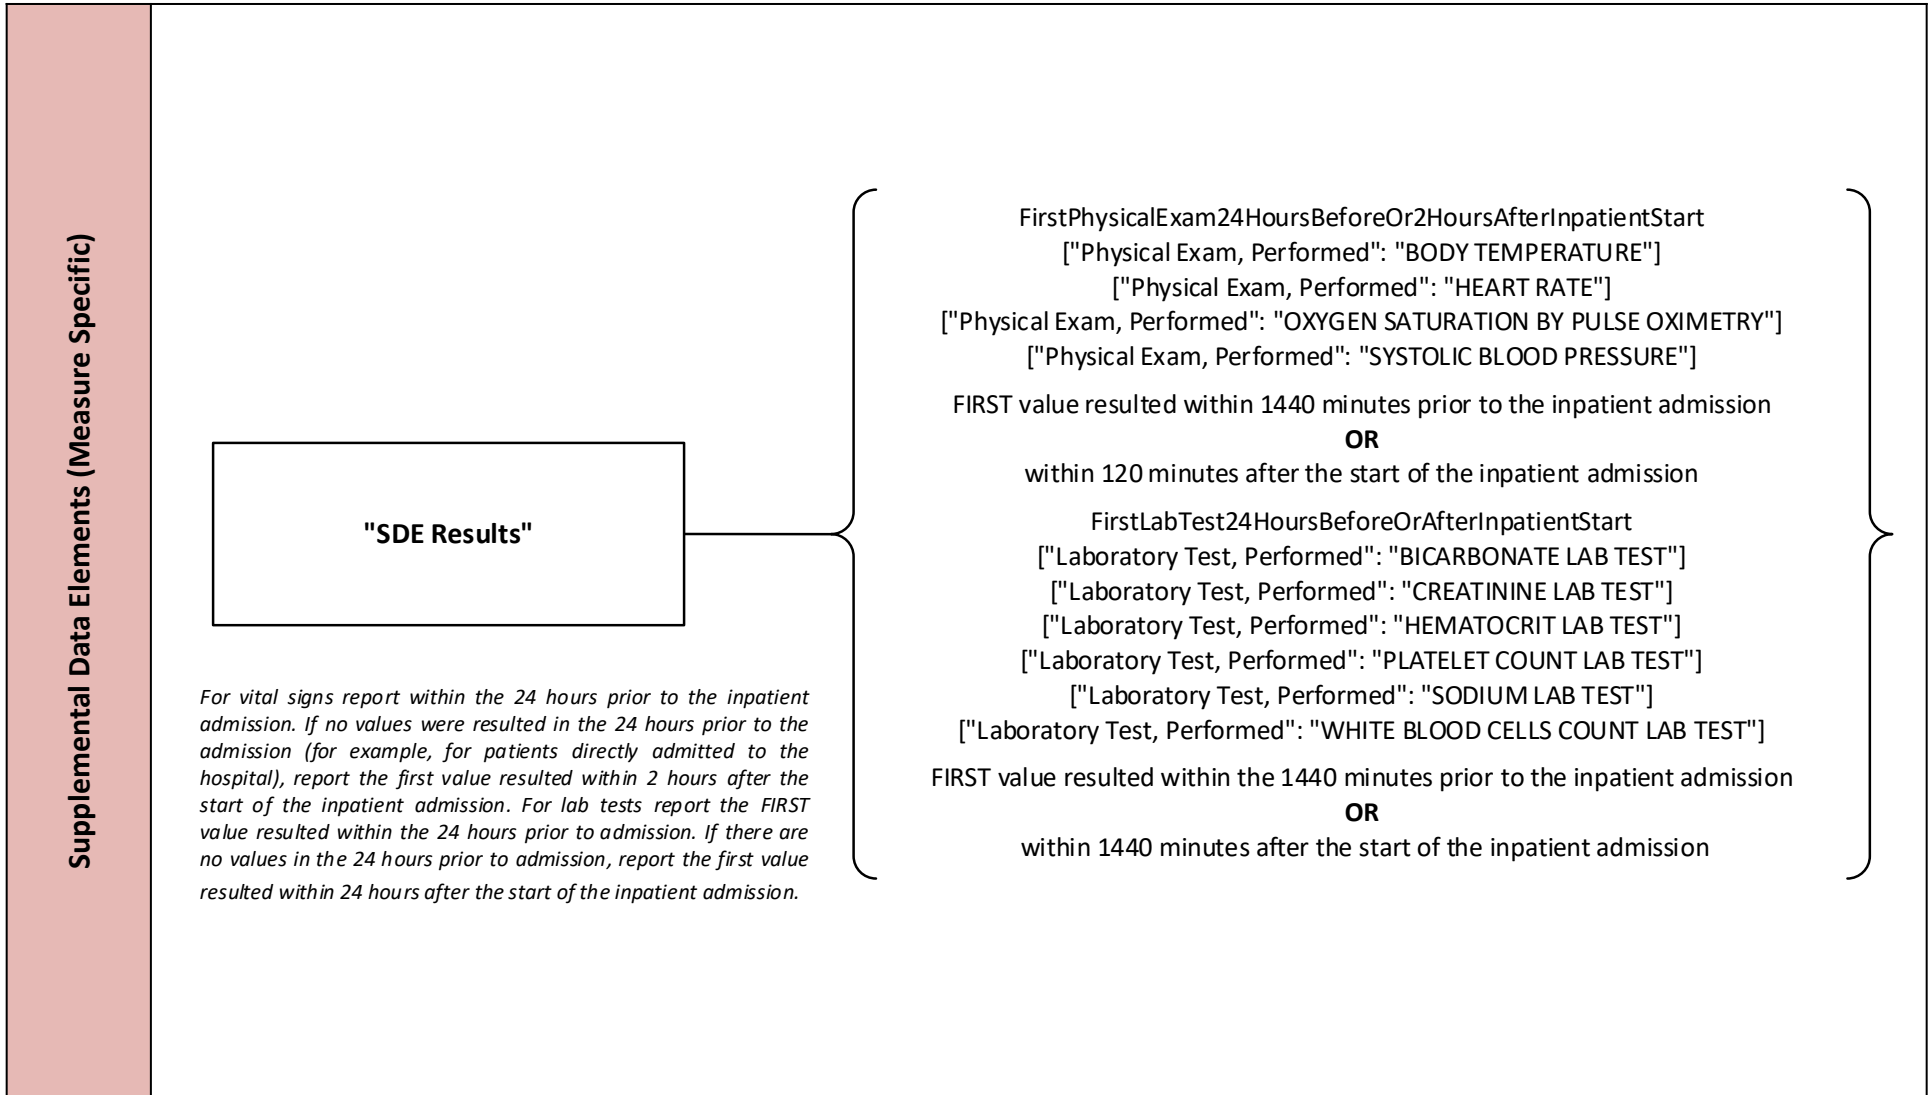 Supplemental Data Elements (Measure Specific)
"SDE Results"
For vital signs report within the 24 hours prior to the inpatient
admission. If no values were resulted in the 24 hours prior to the
admission (for example, for patients directly admitted to the
hospital), report the first value resulted within 2 hours after the
start of the inpatient admission. For lab tests report the FIRST
value resulted within the 24 hours prior to admission. If there are
no values in the 24 hours prior to admission, report the first value
resulted within 24 hours after the start of the inpatient admission.
FirstPhysicalExam24HoursBeforeOr2HoursAfterInpatientStart
["Physical Exam, Performed": "BODY TEMPERATURE"]
["Physical Exam, Performed": "HEART RATE"]
["Physical Exam, Performed": "OXYGEN SATURATION BY PULSE OXIMETRY"]
["Physical Exam, Performed": "SYSTOLIC BLOOD PRESSURE"]
FIRST value resulted within 1440 minutes prior to the inpatient admission
OR
within 120 minutes after the start of the inpatient admission
FirstLabTest24HoursBeforeOrAfterInpatientStart
["Laboratory Test, Performed": "BICARBONATE LAB TEST"]
["Laboratory Test, Performed": "CREATININE LAB TEST"]
["Laboratory Test, Performed": "HEMATOCRIT LAB TEST"]
["Laboratory Test, Performed": "PLATELET COUNT LAB TEST"]
["Laboratory Test, Performed": "SODIUM LAB TEST"]
["Laboratory Test, Performed": "WHITE BLOOD CELLS COUNT LAB TEST"]
FIRST value resulted within the 1440 minutes prior to the inpatient admission
OR
within 1440 minutes after the start of the inpatient admission